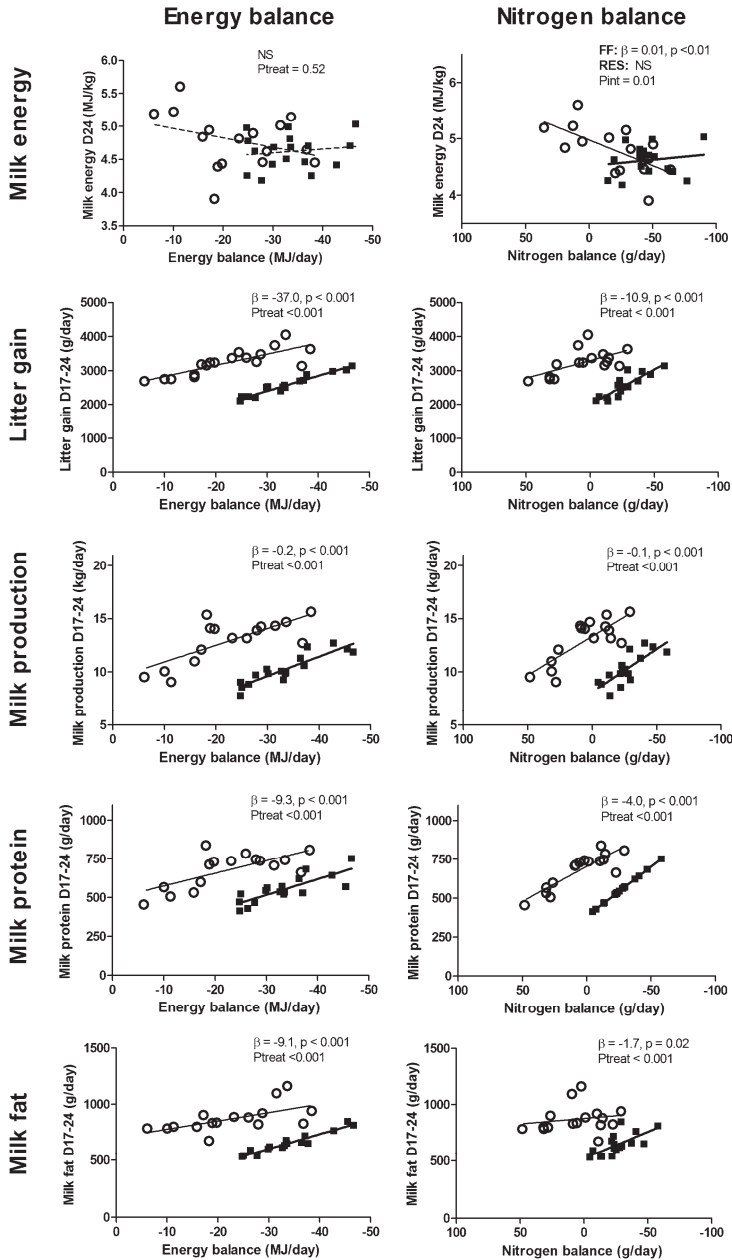 Energy balance
Nitrogen balance
Milk energy
Milk energy D24 (MJ/kg)
6.0
5.5
5.0
4.5
4.0
3.5
NS
Ptreat = 0.52
0 -10 -20 -30 -40 -50
Energy balance (MJ/day)
Milk energy D24 (MJ/kg)
6
5
4
FF: β = 0.01, p <0.01
RES: NS
Pint = 0.01
100 50 0 -50 -100
Nitrogen balance (g/day)
Litter gain
Litter gain D17-24 (g/day)
5000
4000
3000
2000
1000
0
β = -37.0, p < 0.001
Ptreat <0.001
0 -10 -20 -30 -40 -50
Energy balance (MJ/day)
Litter gain D17-24 (g/day)
5000
4000
3000
2000
1000
0
β = -10.9, p < 0.001
Ptreat < 0.001
100 50 0 -50 -100
Nitrogen balance (g/day)
Milk production
Milk production D17-24 (kg/day)
20
15
10
5
β = -0.2, p < 0.001
Ptreat <0.001
0 -10 -20 -30 -40 -50
Energy balance (MJ/day)
Milk production D17-24 (g/day)
20
15
10
5
β = -0.1, p < 0.001
Ptreat <0.001
100 50 0 -50 -100
Nitrogen balance (g/day)
Milk protein
Milk protein D17-24 (g/day)
1000
750
500
250
0
β = -9.3, p < 0.001
Ptreat <0.001
0 -10 -20 -30 -40 -50
Energy balance (MJ/day)
Milk protein D17-24 (g/day)
1000
750
500
250
0
β = -4.0, p < 0.001
Ptreat <0.001
100 50 0 -50 -100
Nitrogen balance (g/day)
Milk fat
Milk fat D17-24 (g/day)
1500
1000
500
0
β = -9.1, p < 0.001
Ptreat <0.001
0 -10 -20 -30 -40 -50
Energy balance (MJ/day)
Milk fat D17-24 (g/day)
1500
1000
500
0
β = -1.7, p = 0.02
Ptreat < 0.001
100 50 0 -50 -100
Nitrogen balance (g/day)